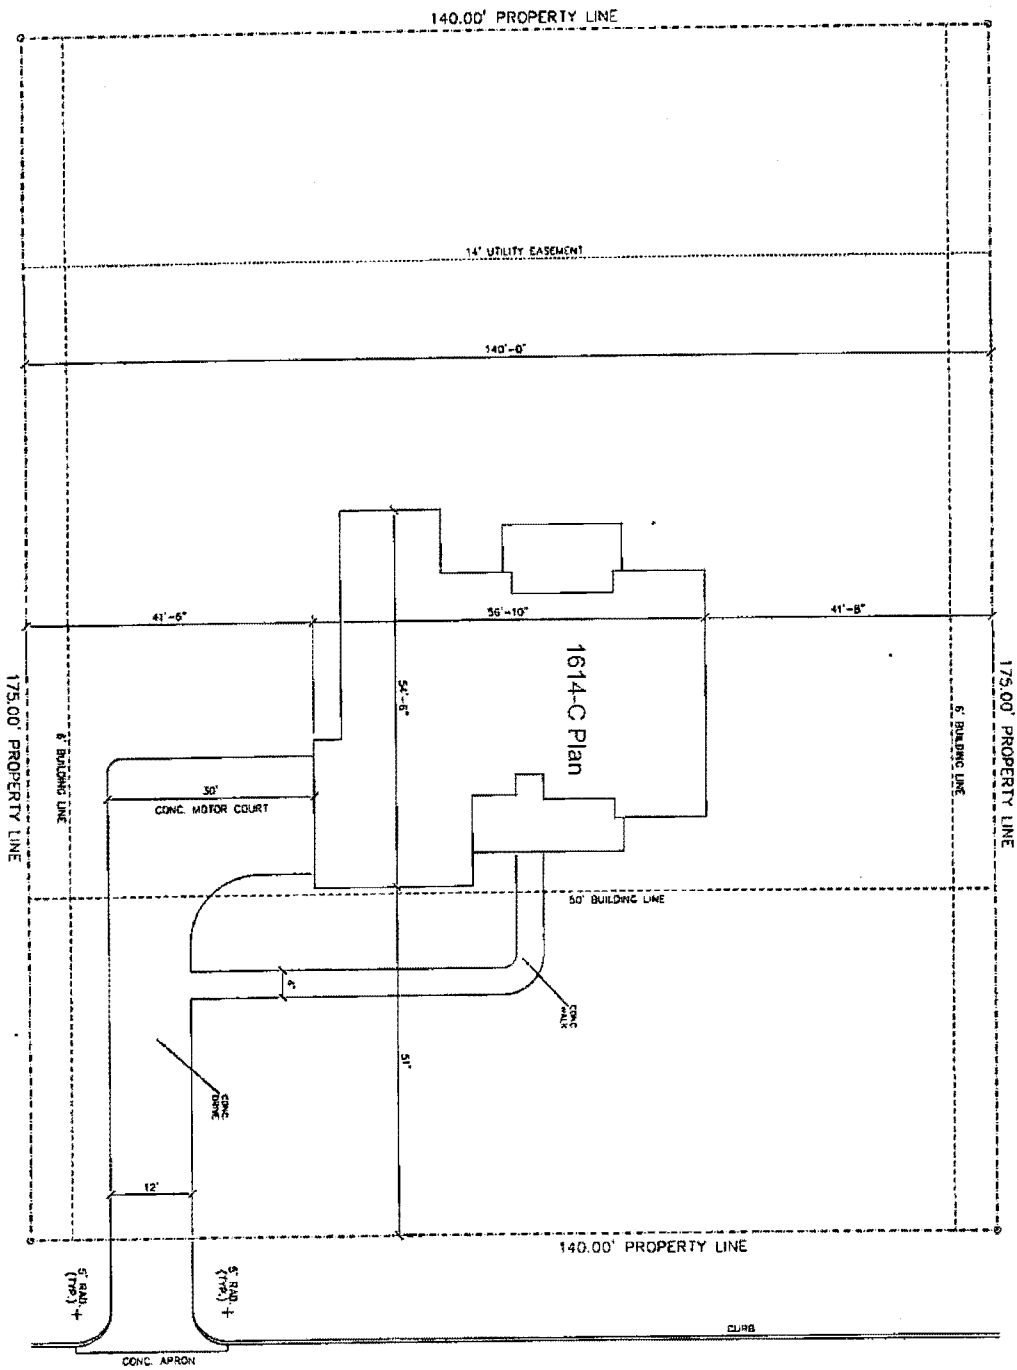 140.00' PROPERTY LINE
14' UTILITY EASEMENT
140'-0"
41'-6"
56'-10"
41'-8"
54'-6"
1614-C Plan
175.00' PROPERTY LINE
6' BUILDING LINE
6' BUILDING LINE
175.00' PROPERTY LINE
30'
CONC. MOTOR COURT
50' BUILDING LINE
CONC
WALK
51'
CONC.
DRIVE
12'
140.00' PROPERTY LINE
5' RAD.
(TYP.)
5' RAD.
(TYP.)
CURB
CONC. APRON